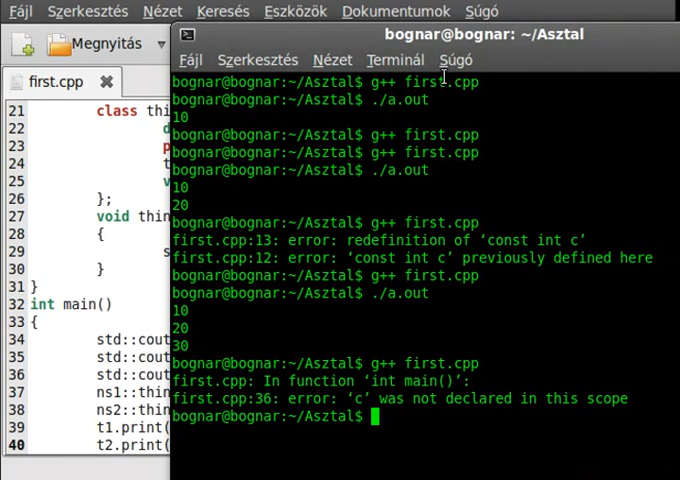 Fájl Szerkesztés Nézet Keresés Eszközök Dokumentumok Súgó
Megnyitás
first.cpp
21 class thi
22 d
23 p
24 t
25 v
26 };
27 void thin
28 {
29 s
30 }
31 }
32 int main()
33 {
34 std::cout
35 std::cout
36 std::cout
37 ns1::thin
38 ns2::thin
39 t1.print(
40 t2.print(
bognar@bognar: ~/Asztal
Fájl Szerkesztés Nézet Terminál Súgó
bognar@bognar:~/Asztal$ g++ first.cpp
bognar@bognar:~/Asztal$ ./a.out
10
bognar@bognar:~/Asztal$ g++ first.cpp
bognar@bognar:~/Asztal$ g++ first.cpp
bognar@bognar:~/Asztal$ ./a.out
10
20
bognar@bognar:~/Asztal$ g++ first.cpp
first.cpp:13: error: redefinition of ‘const int c’
first.cpp:12: error: ‘const int c’ previously defined here
bognar@bognar:~/Asztal$ g++ first.cpp
bognar@bognar:~/Asztal$ ./a.out
10
20
30
bognar@bognar:~/Asztal$ g++ first.cpp
first.cpp: In function ‘int main()’:
first.cpp:36: error: ‘c’ was not declared in this scope
bognar@bognar:~/Asztal$